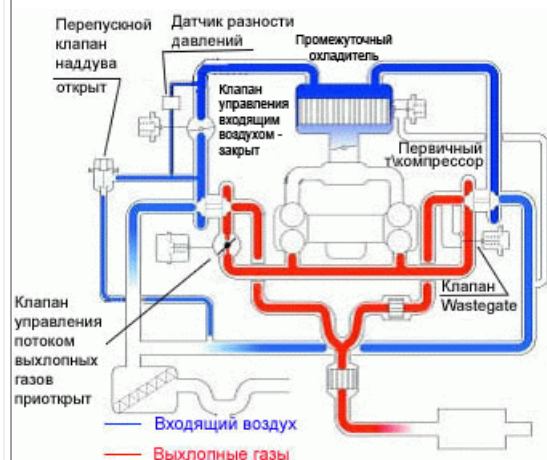 Перепускной
клапан
наддува
открыт
Датчик разности
давлений
Промежуточный
охладитель
Клапан
управления
входящим
воздухом -
закрыт
Первичный
т\компрессор
Клапан
Wastegate
Клапан
управления
потоком
выхлопных
газов
приоткрыт
Входящий воздух
Выхлопные газы